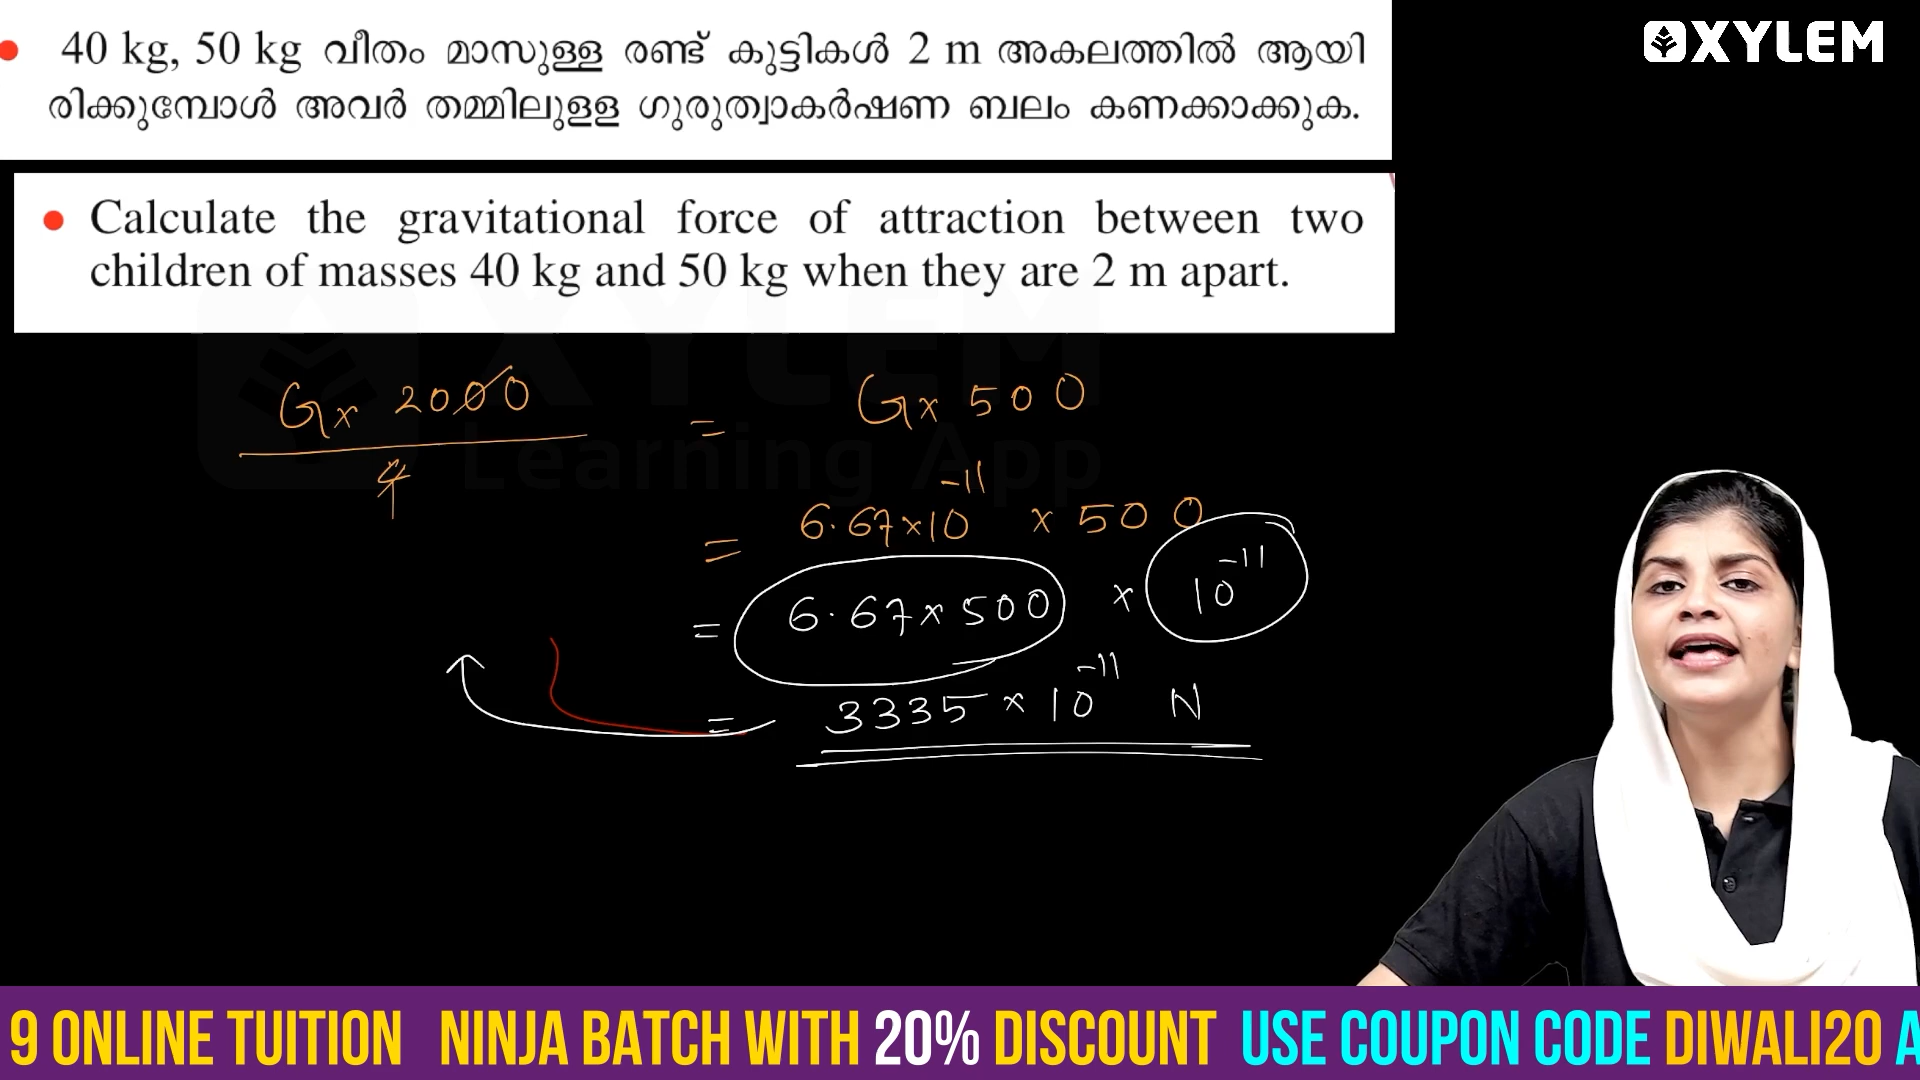 XYLEM
• 40 kg, 50 kg വീതം മാസുള്ള രണ്ട് കുട്ടികൾ 2 m അകലത്തിൽ ആയി
രിക്കുമ്പോൾ അവർ തമ്മിലുള്ള ഗുരുത്വാകർഷണ ബലം കണക്കാക്കുക.
• Calculate the gravitational force of attraction between two
children of masses 40 kg and 50 kg when they are 2 m apart.
XYLEM
Learning App
G x 2000 / 4 = G x 500
= 6.67 x 10⁻¹¹ x 500
= 6.67 x 500 x 10⁻¹¹
= 3335 x 10⁻¹¹ N
9 ONLINE TUITION NINJA BATCH WITH 20% DISCOUNT USE COUPON CODE DIWALI20 A